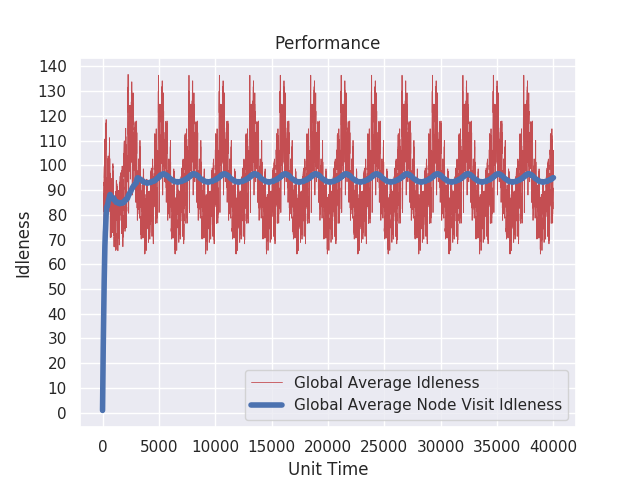 Performance
140
130
120
110
100
90
80
70
60
50
40
30
20
10
0
Idleness
Global Average Idleness
Global Average Node Visit Idleness
0 5000 10000 15000 20000 25000 30000 35000 40000
Unit Time